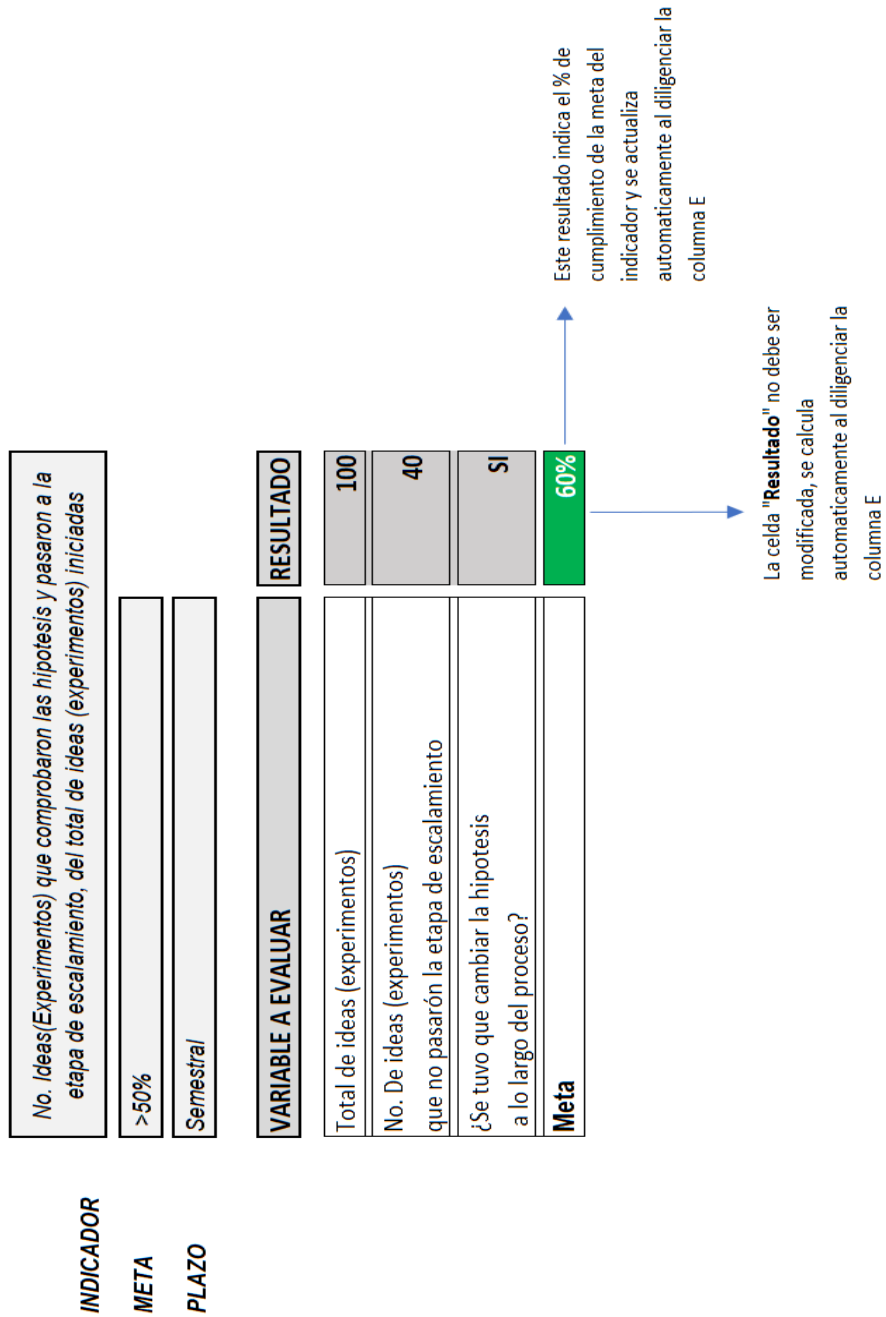 INDICADOR
No. Ideas(Experimentos) que comprobaron las hipotesis y pasaron a la
etapa de escalamiento, del total de ideas (experimentos) iniciadas
META
>50%
PLAZO
Semestral
VARIABLE A EVALUAR
RESULTADO
Total de ideas (experimentos)
100
No. De ideas (experimentos)
que no pasarón la etapa de escalamiento
40
¿Se tuvo que cambiar la hipotesis
a lo largo del proceso?
SI
Meta
60%
Este resultado indica el % de
cumplimiento de la meta del
indicador y se actualiza
automaticamente al diligenciar la
columna E
La celda "Resultado" no debe ser
modificada, se calcula
automaticamente al diligenciar la
columna E